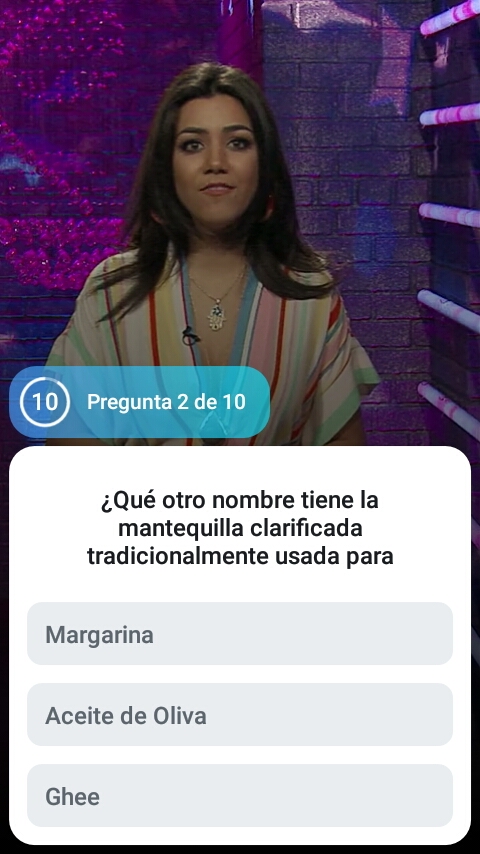 10
Pregunta 2 de 10
¿Qué otro nombre tiene la
mantequilla clarificada
tradicionalmente usada para
Margarina
Aceite de Oliva
Ghee